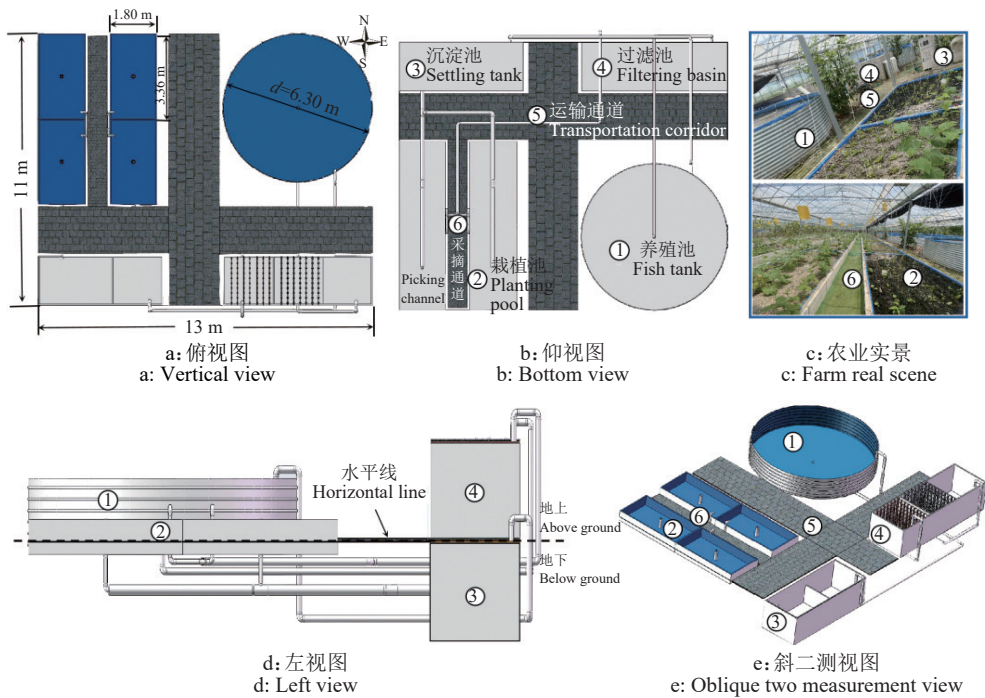 1.80 m
N
W E
S
3.36 m
11 m
d=6.30 m
13 m
a:俯视图
a: Vertical view
③ 沉淀池
Settling tank
④ 过滤池
Filtering basin
⑤ 运输通道
Transportation corridor
⑥
采摘通道
Picking
channel
② 栽植池
Planting
pool
① 养殖池
Fish tank
b:仰视图
b: Bottom view
③
④
⑤
①
⑥
②
c:农业实景
c: Farm real scene
水平线
Horizontal line
①
②
④
地上
Above ground
地下
Below ground
③
d:左视图
d: Left view
①
⑥
②
⑤
④
③
e:斜二测视图
e: Oblique two measurement view